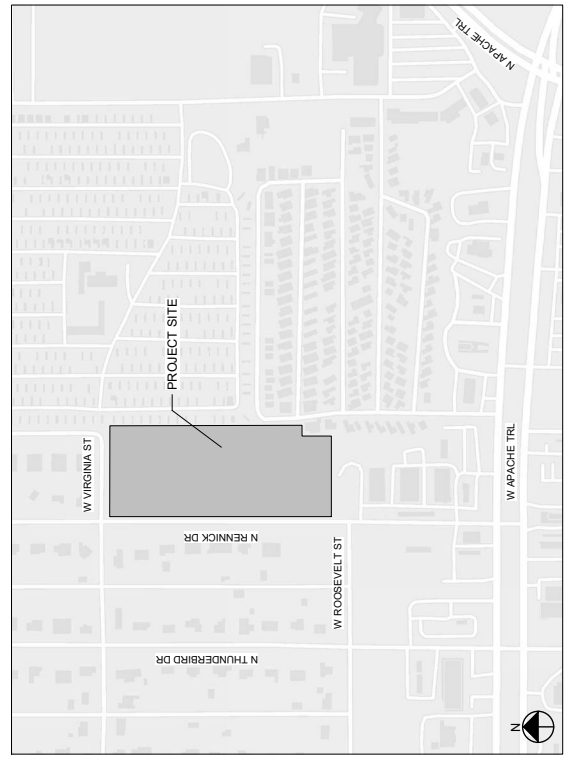 N APACHE TRL
PROJECT SITE
W VIRGINIA ST
W APACHE TRL
N RENNICK DR
W ROOSEVELT ST
N THUNDERBIRD DR
N